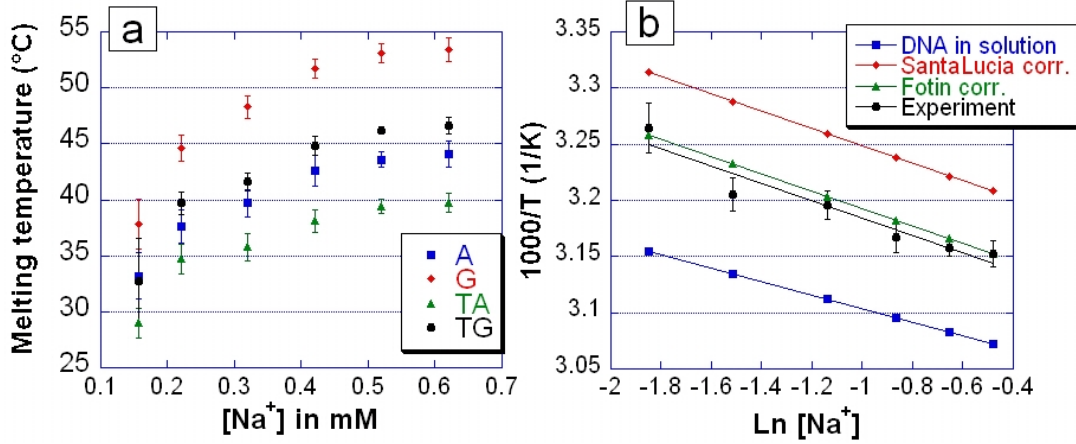 a
55
50
45
40
35
30
25
0.1
0.2
0.3
0.4
0.5
0.6
0.7
Melting temperature (°C)
[Na⁺] in mM
A
G
TA
TG
b
3.35
3.3
3.25
3.2
3.15
3.1
3.05
-2
-1.8
-1.6
-1.4
-1.2
-1
-0.8
-0.6
-0.4
1000/T (1/K)
Ln [Na⁺]
DNA in solution
SantaLucia corr.
Fotin corr.
Experiment